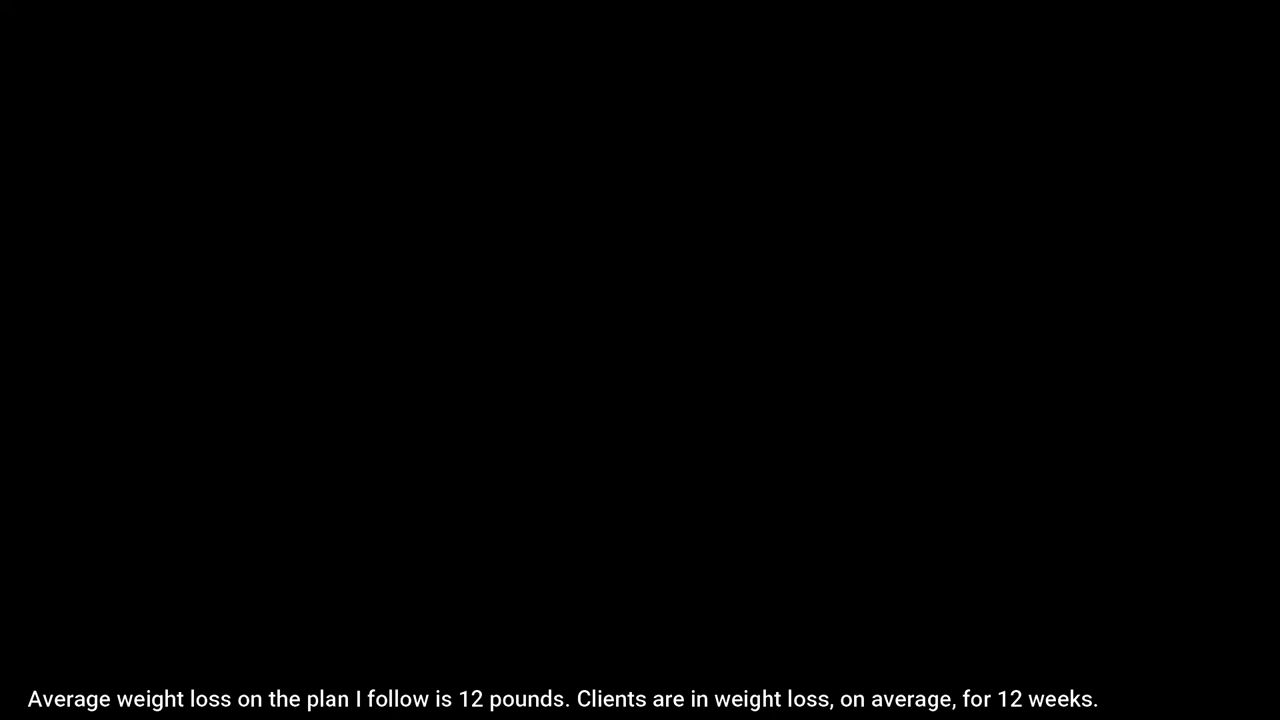 Average weight loss on the plan I follow is 12 pounds. Clients are in weight loss, on average, for 12 weeks.